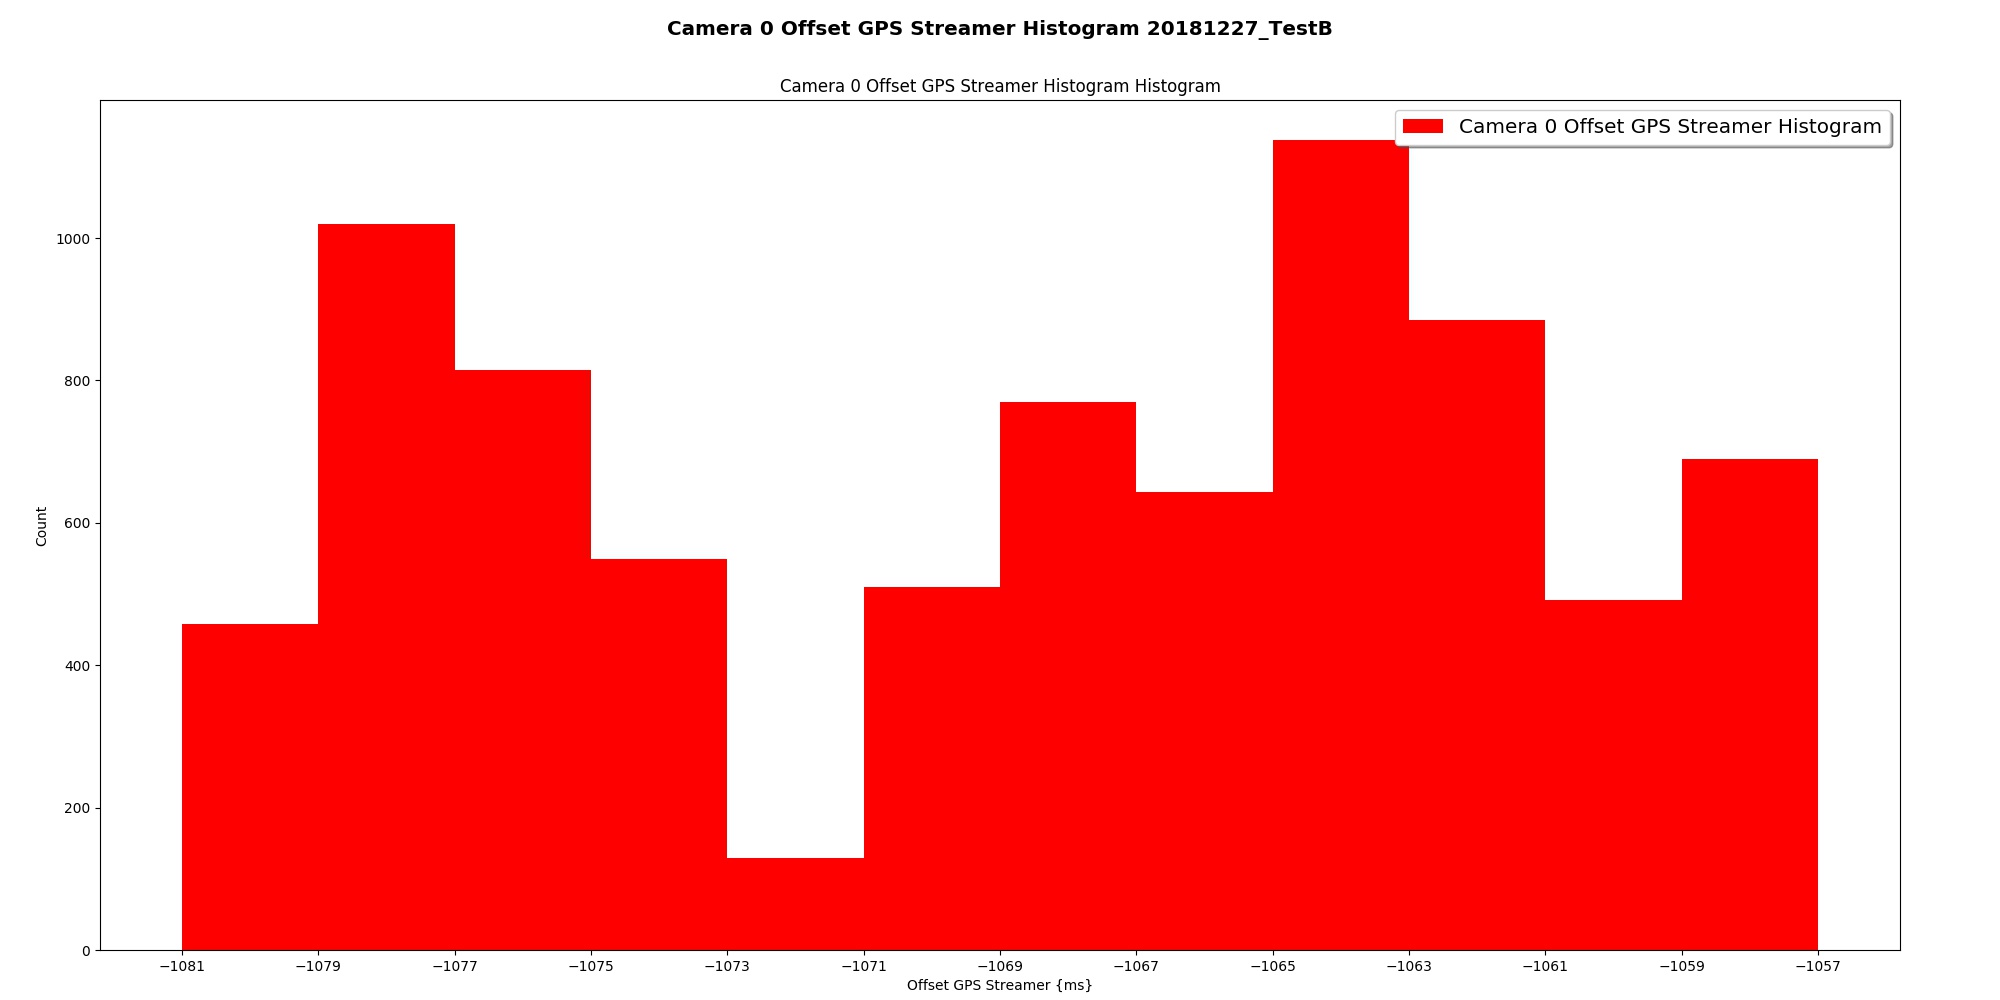 Camera 0 Offset GPS Streamer Histogram 20181227_TestB
Camera 0 Offset GPS Streamer Histogram Histogram
Camera 0 Offset GPS Streamer Histogram
1000
800
600
400
200
0
Count
−1081 −1079 −1077 −1075 −1073 −1071 −1069 −1067 −1065 −1063 −1061 −1059 −1057
Offset GPS Streamer {ms}